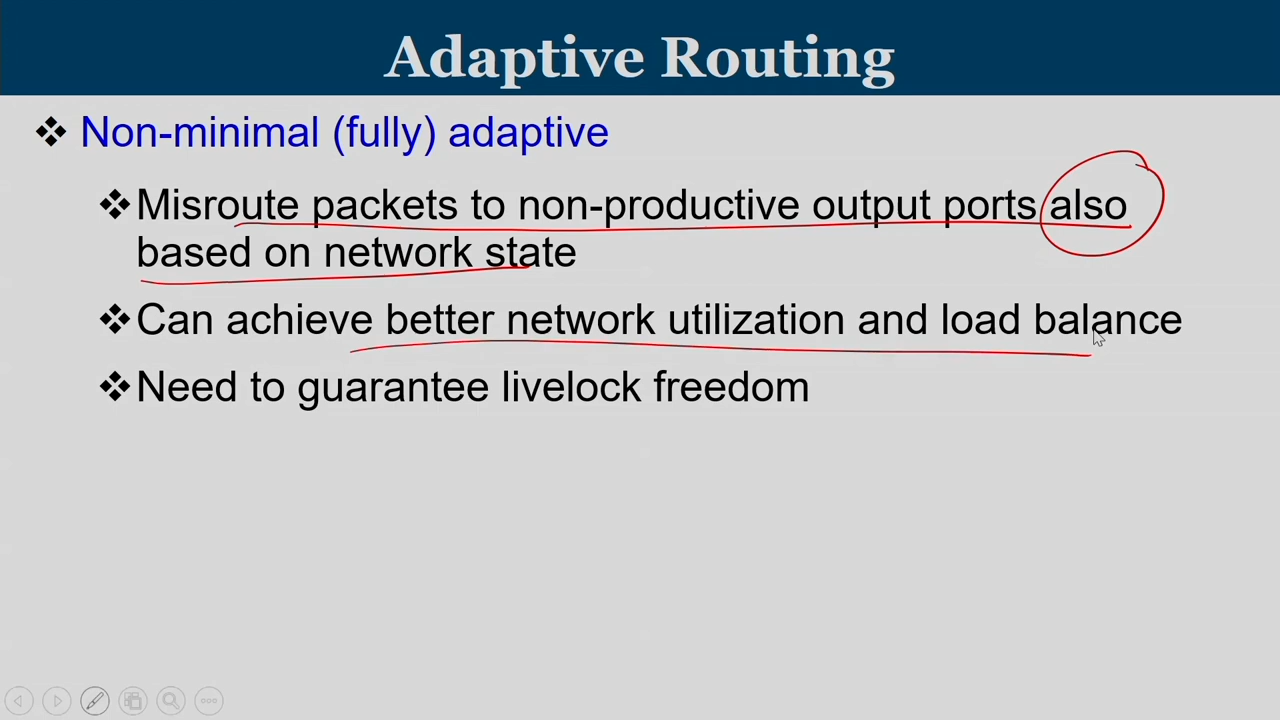 Adaptive Routing
❖ Non-minimal (fully) adaptive
❖ Misroute packets to non-productive output ports also
based on network state
❖ Can achieve better network utilization and load balance
❖ Need to guarantee livelock freedom